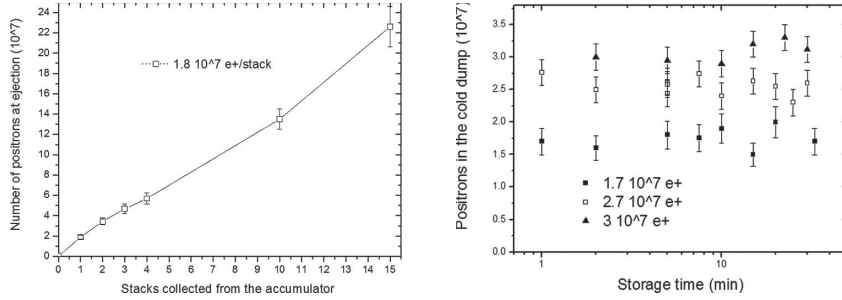 24
22
20
18
16
14
12
10
8
6
4
2
0
Number of positrons at ejection (10^7)
1.8 10^7 e+/stack
0 1 2 3 4 5 6 7 8 9 10 11 12 13 14 15
Stacks collected from the accumulator
3.5
3.0
2.5
2.0
1.5
1.0
0.5
0.0
Positrons in the cold dump (10^7)
1.7 10^7 e+
2.7 10^7 e+
3 10^7 e+
1 10
Storage time (min)